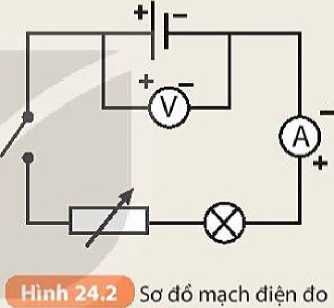 + −
+ −
V
−
A
+
Hình 24.2 Sơ đồ mạch điện đo